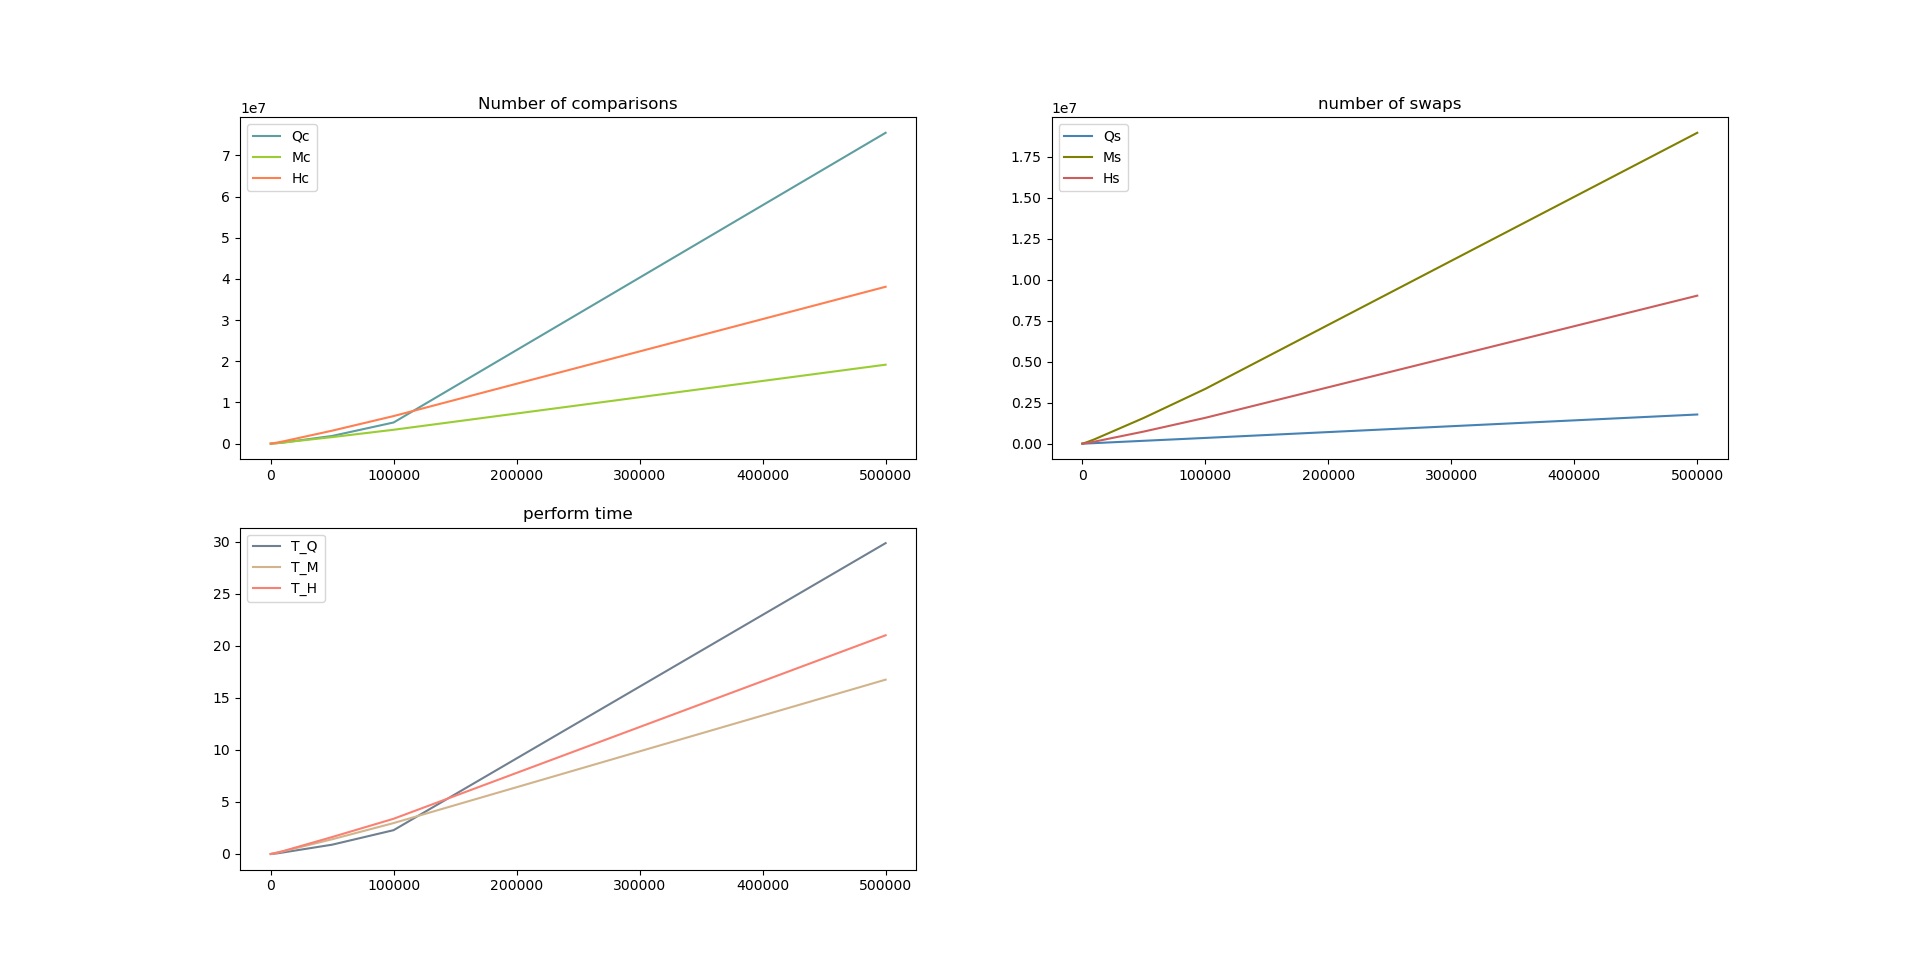 Number of comparisons
1e7
Qc
Mc
Hc
7
6
5
4
3
2
1
0
0 100000 200000 300000 400000 500000
number of swaps
1e7
Qs
Ms
Hs
1.75
1.50
1.25
1.00
0.75
0.50
0.25
0.00
0 100000 200000 300000 400000 500000
perform time
T_Q
T_M
T_H
30
25
20
15
10
5
0
0 100000 200000 300000 400000 500000